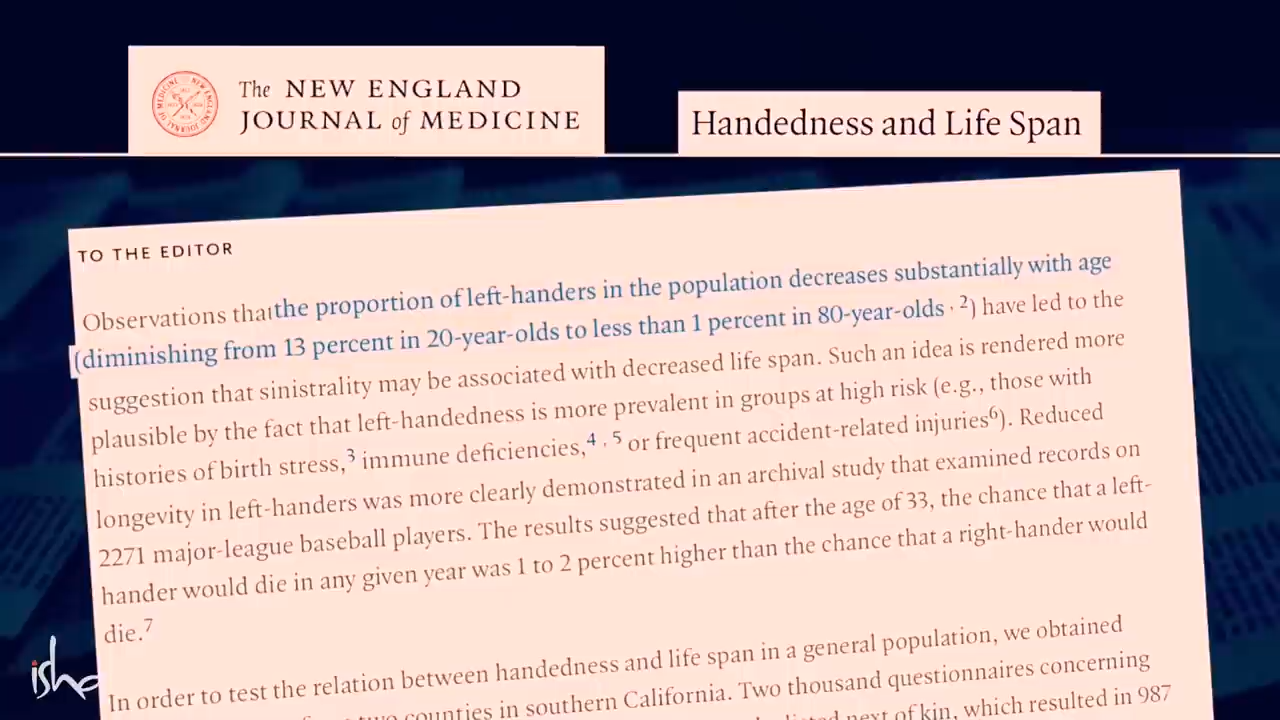 The NEW ENGLAND
JOURNAL of MEDICINE
Handedness and Life Span
TO THE EDITOR
Observations that the proportion of left-handers in the population decreases substantially with age
(diminishing from 13 percent in 20-year-olds to less than 1 percent in 80-year-olds · 2) have led to the
suggestion that sinistrality may be associated with decreased life span. Such an idea is rendered more
plausible by the fact that left-handedness is more prevalent in groups at high risk (e.g., those with
histories of birth stress,3 immune deficiencies,4 , 5 or frequent accident-related injuries6). Reduced
longevity in left-handers was more clearly demonstrated in an archival study that examined records on
2271 major-league baseball players. The results suggested that after the age of 33, the chance that a left-
hander would die in any given year was 1 to 2 percent higher than the chance that a right-hander would
die.7
In order to test the relation between handedness and life span in a general population, we obtained
two counties in southern California. Two thousand questionnaires concerning
next of kin, which resulted in 987
isha